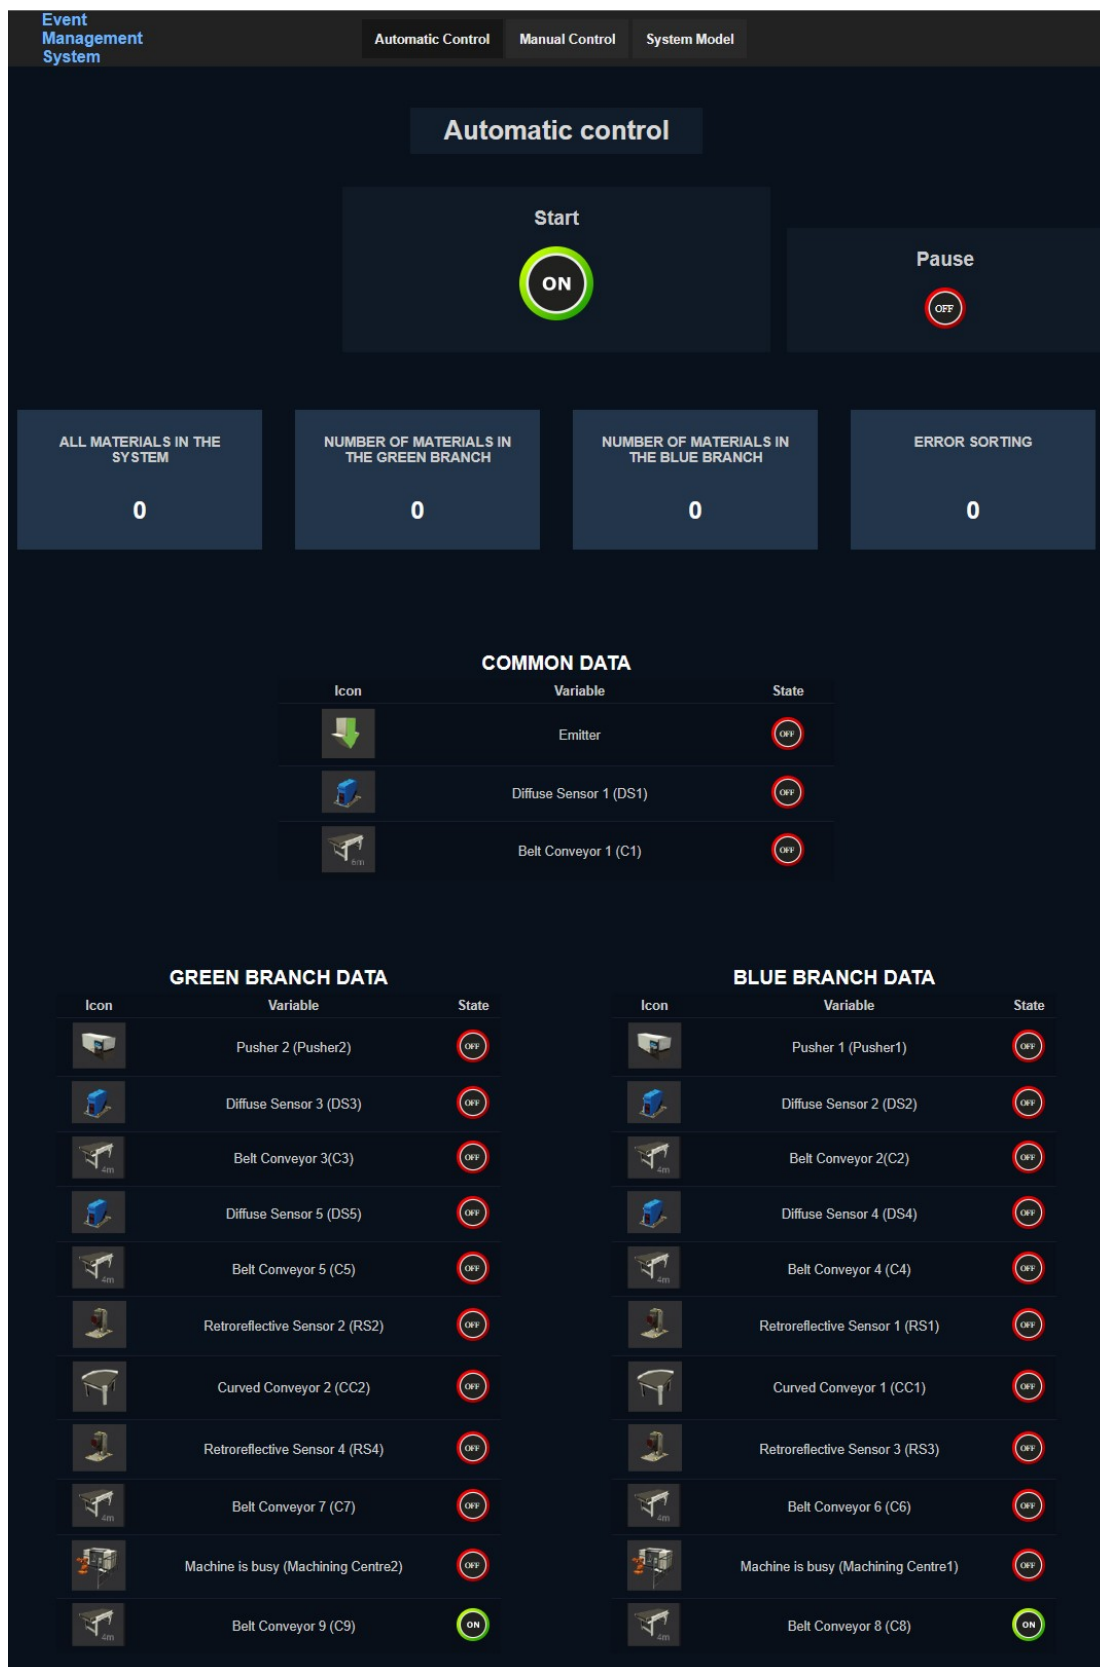 Event
Management
System
Automatic Control
Manual Control
System Model
Automatic control
Start
ON
Pause
OFF
ALL MATERIALS IN THE
SYSTEM
0
NUMBER OF MATERIALS IN
THE GREEN BRANCH
0
NUMBER OF MATERIALS IN
THE BLUE BRANCH
0
ERROR SORTING
0
COMMON DATA
Icon Variable State
Emitter OFF
Diffuse Sensor 1 (DS1) OFF
6m Belt Conveyor 1 (C1) OFF
GREEN BRANCH DATA
Icon Variable State
Pusher 2 (Pusher2) OFF
Diffuse Sensor 3 (DS3) OFF
4m Belt Conveyor 3(C3) OFF
Diffuse Sensor 5 (DS5) OFF
4m Belt Conveyor 5 (C5) OFF
Retroreflective Sensor 2 (RS2) OFF
Curved Conveyor 2 (CC2) OFF
Retroreflective Sensor 4 (RS4) OFF
4m Belt Conveyor 7 (C7) OFF
Machine is busy (Machining Centre2) OFF
4m Belt Conveyor 9 (C9) ON
BLUE BRANCH DATA
Icon Variable State
Pusher 1 (Pusher1) OFF
Diffuse Sensor 2 (DS2) OFF
4m Belt Conveyor 2(C2) OFF
Diffuse Sensor 4 (DS4) OFF
4m Belt Conveyor 4 (C4) OFF
Retroreflective Sensor 1 (RS1) OFF
Curved Conveyor 1 (CC1) OFF
Retroreflective Sensor 3 (RS3) OFF
4m Belt Conveyor 6 (C6) OFF
Machine is busy (Machining Centre1) OFF
4m Belt Conveyor 8 (C8) ON